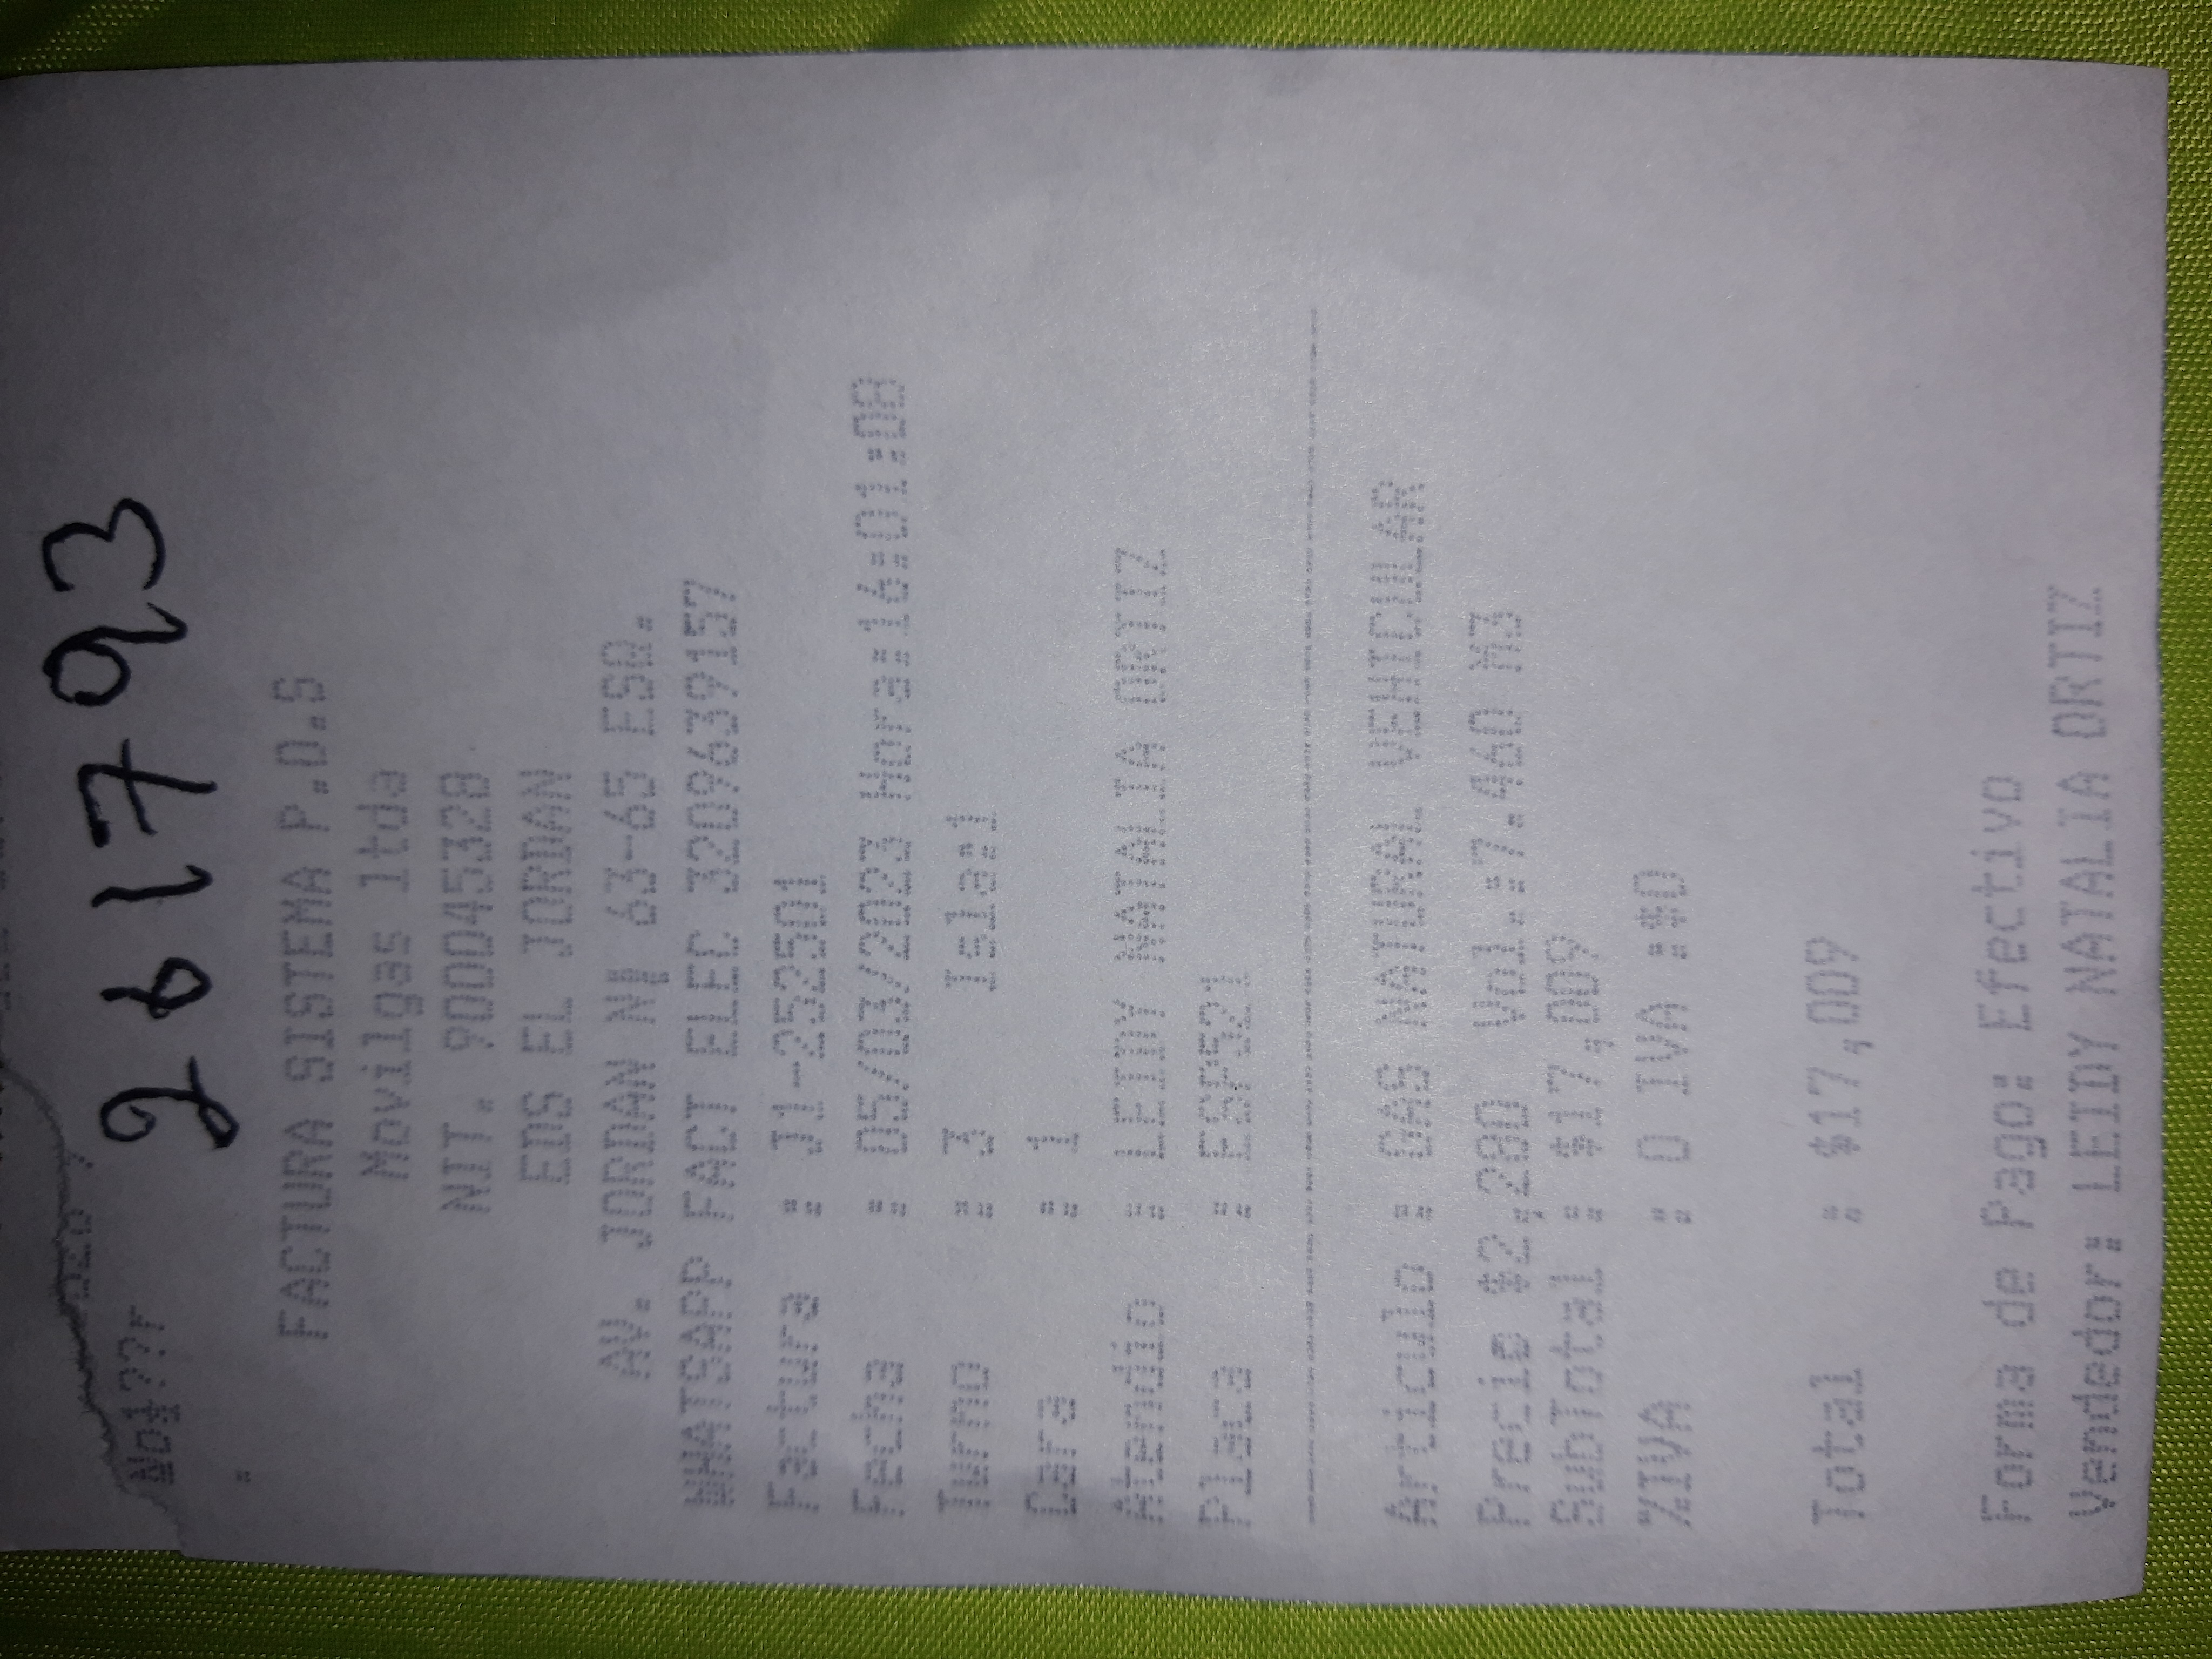 261793
FACTURA SISTEMA P.O.S
Movilgas ltda
NIT. 900045328
EDS EL JORDAN
AV. JORDAN N§ 63-65 ESQ.
WHATSAPP FACT ELEC 3209639157
Factura : J1-252501
Fecha : 05/03/2023 Hora:16:01:08
Turno : 3 Isla:1
Cara : 1
Atendio : LEIDY NATALIA ORTIZ
Placa :
Articulo : GAS NATURAL VEHICULAR
Precio $2,280 Vol.:7.460 M3
SubTotal : $17,009
%IVA : 0 IVA :$0
Total : $17,009
Forma de Pago: Efectivo
Vendedor: LEIDY NATALIA ORTIZ